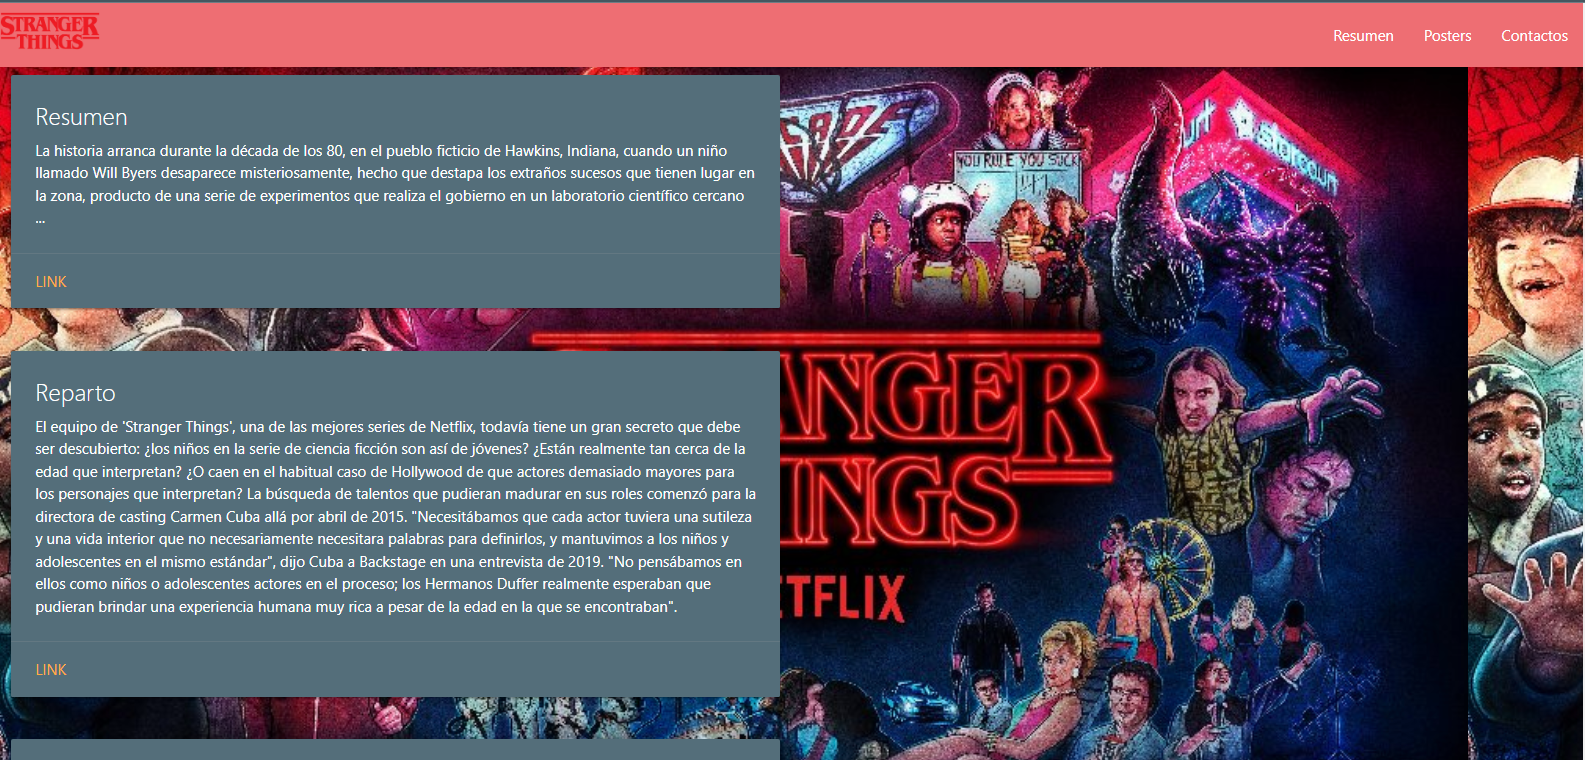 STRANGER
THINGS
Resumen
Posters
Contactos
Resumen
La historia arranca durante la década de los 80, en el pueblo ficticio de Hawkins, Indiana, cuando un niño
llamado Will Byers desaparece misteriosamente, hecho que destapa los extraños sucesos que tienen lugar en
la zona, producto de una serie de experimentos que realiza el gobierno en un laboratorio científico cercano
...
LINK
YOU RULE YOU SUCK
starcourt
Reparto
El equipo de 'Stranger Things', una de las mejores series de Netflix, todavía tiene un gran secreto que debe
ser descubierto: ¿los niños en la serie de ciencia ficción son así de jóvenes? ¿Están realmente tan cerca de la
edad que interpretan? ¿O caen en el habitual caso de Hollywood de que actores demasiado mayores para
los personajes que interpretan? La búsqueda de talentos que pudieran madurar en sus roles comenzó para la
directora de casting Carmen Cuba allá por abril de 2015. "Necesitábamos que cada actor tuviera una sutileza
y una vida interior que no necesariamente necesitara palabras para definirlos, y mantuvimos a los niños y
adolescentes en el mismo estándar", dijo Cuba a Backstage en una entrevista de 2019. "No pensábamos en
ellos como niños o adolescentes actores en el proceso; los Hermanos Duffer realmente esperaban que
pudieran brindar una experiencia humana muy rica a pesar de la edad en la que se encontraban".
LINK
ANGER
INGS
TFLIX